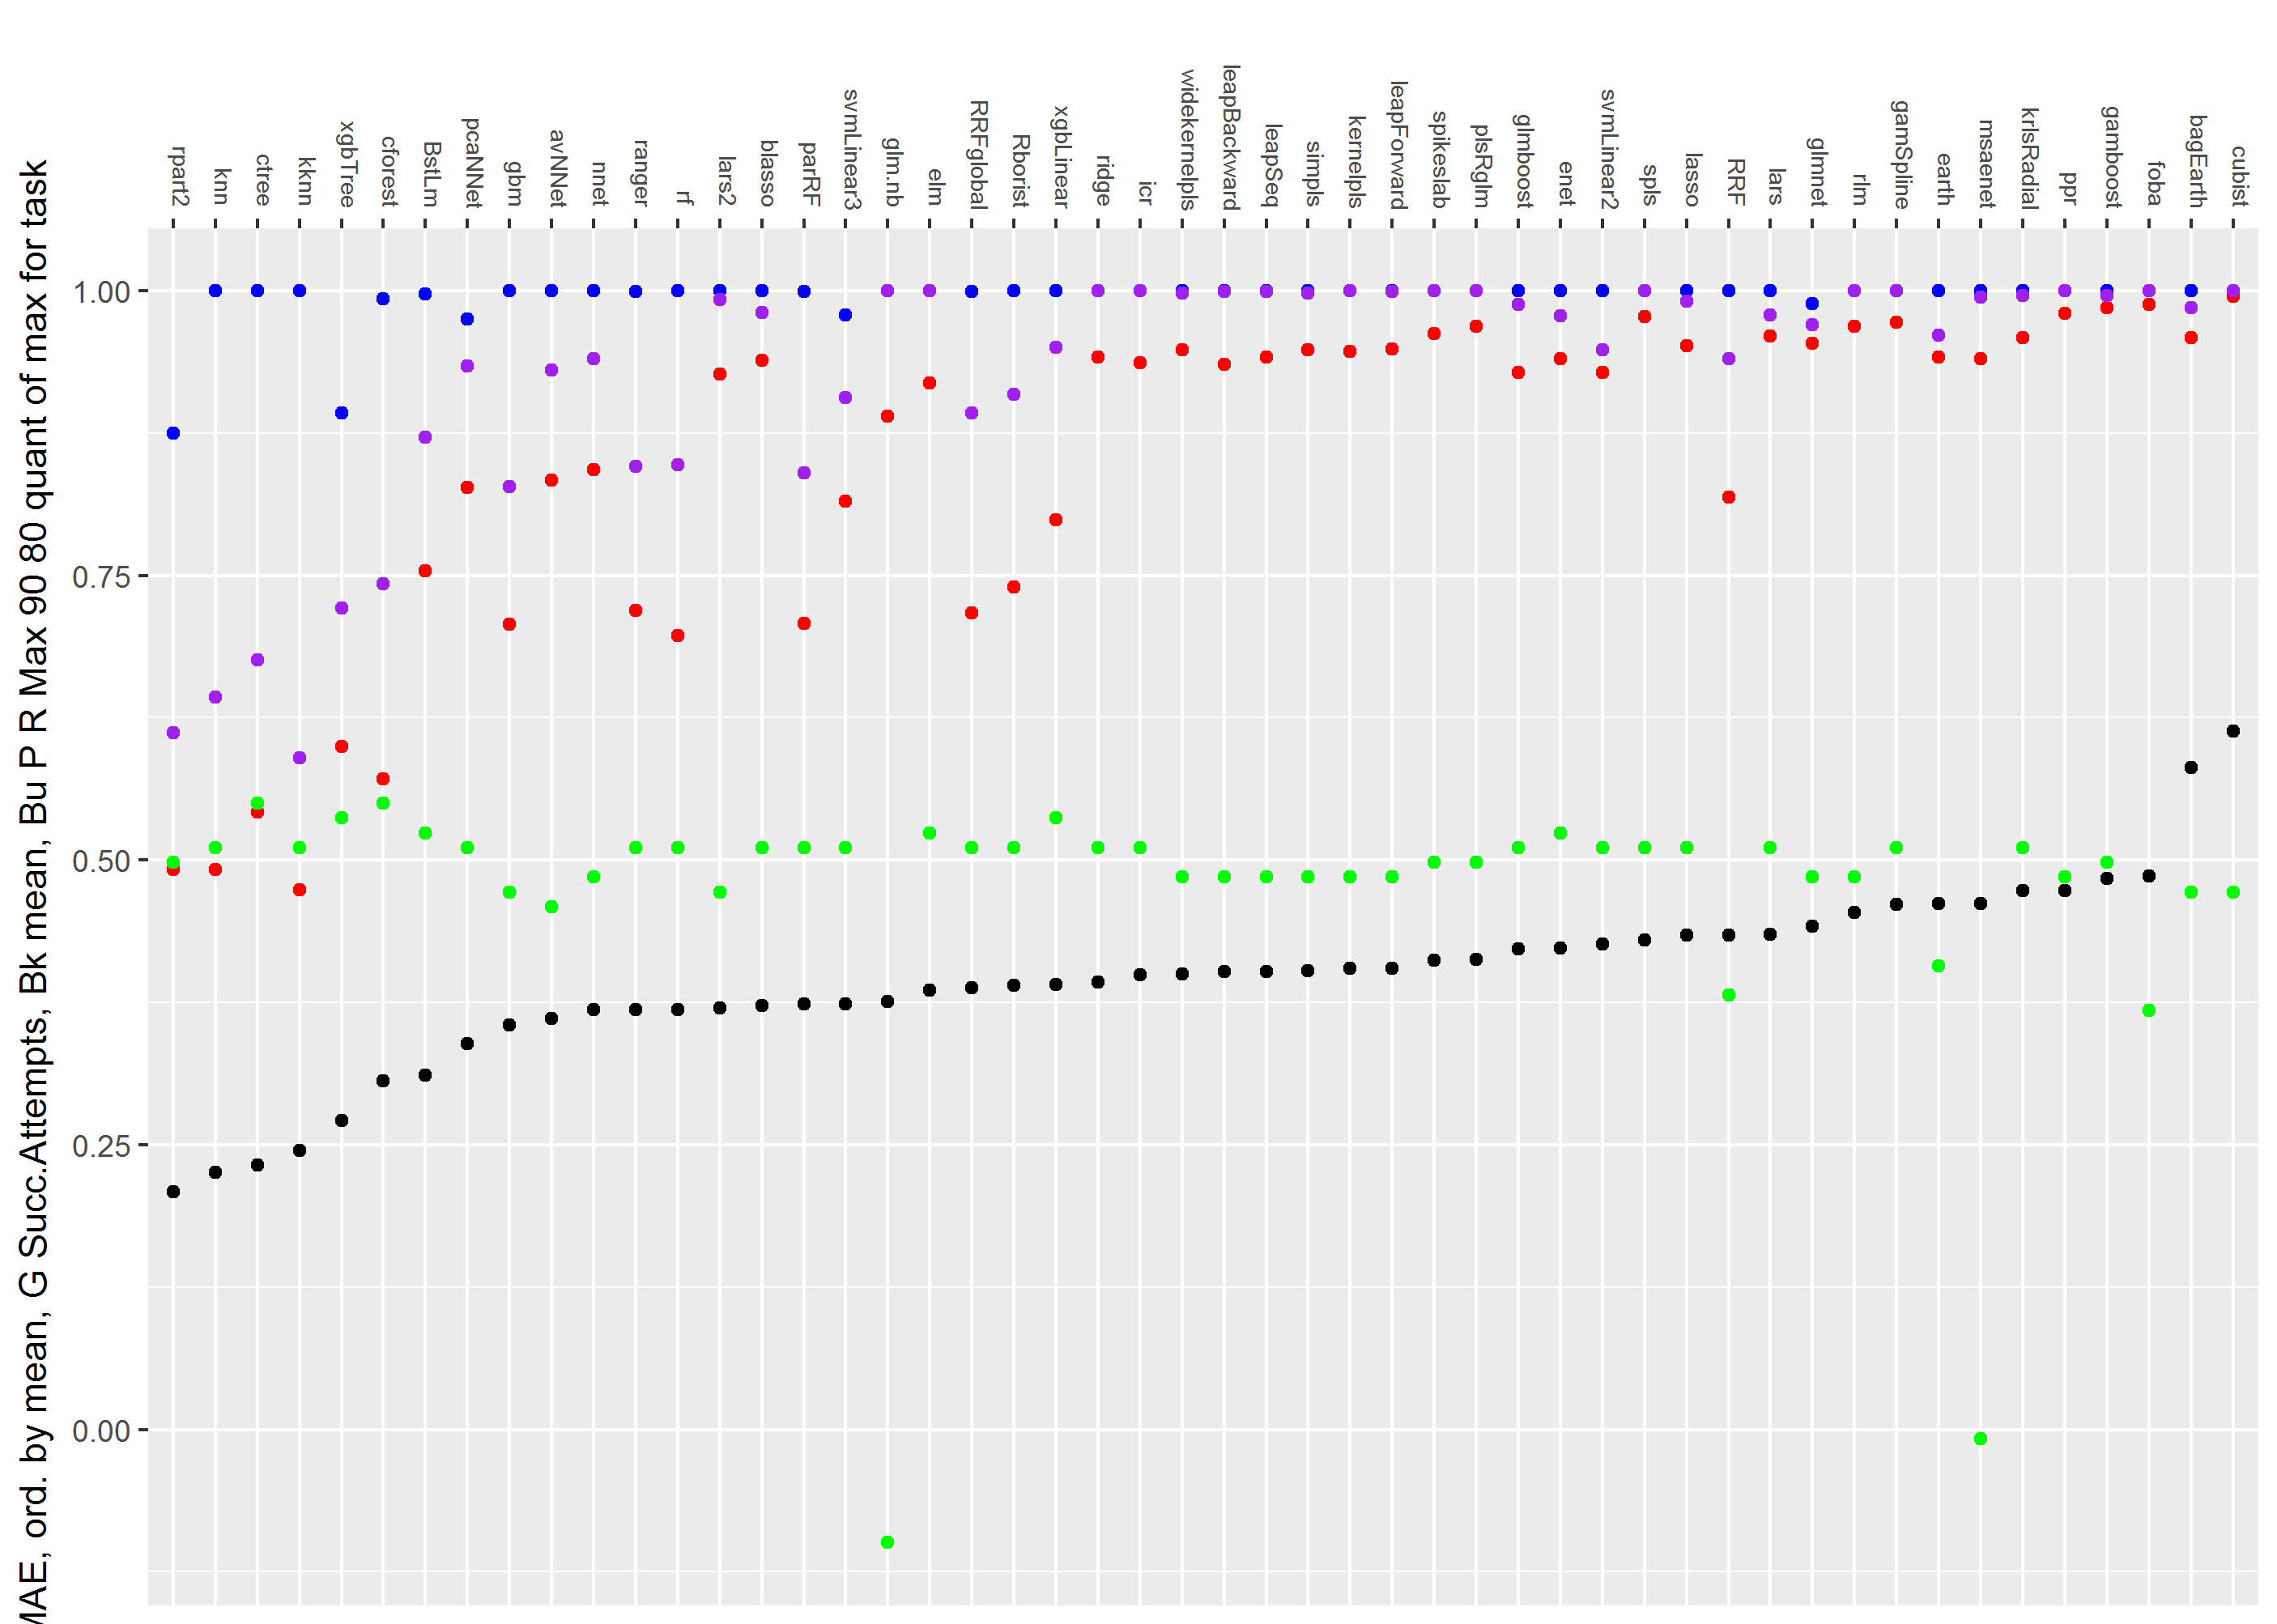 rpart2
knn
ctree
kknn
xgbTree
cforest
BstLm
pcaNNet
gbm
avNNet
nnet
ranger
rf
lars2
blasso
parRF
svmLinear3
glm.nb
elm
RRFglobal
Rborist
xgbLinear
ridge
icr
widekernelpls
leapBackward
leapSeq
simpls
kernelpls
leapForward
spikeslab
plsRglm
glmboost
enet
svmLinear2
spls
lasso
RRF
lars
glmnet
rlm
gamSpline
earth
msaenet
krlsRadial
ppr
gamboost
foba
bagEarth
cubist
MAE, ord. by mean, G Succ.Attempts, Bk mean, Bu P R Max 90 80 quant of max for task
1.00
0.75
0.50
0.25
0.00